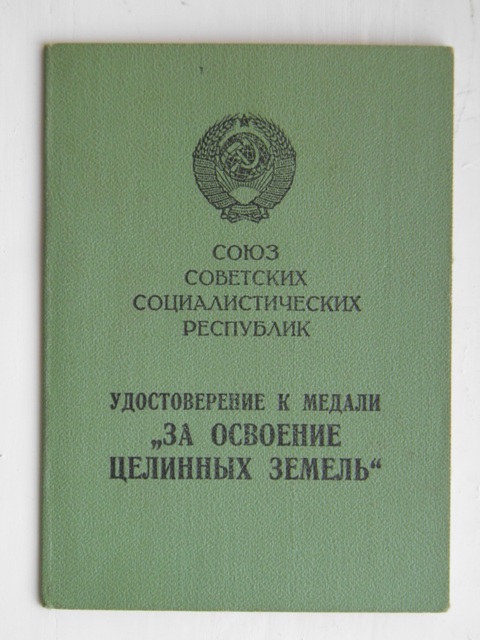 СОЮЗ
СОВЕТСКИХ
СОЦИАЛИСТИЧЕСКИХ
РЕСПУБЛИК
УДОСТОВЕРЕНИЕ К МЕДАЛИ
„ЗА ОСВОЕНИЕ
ЦЕЛИННЫХ ЗЕМЕЛЬ“